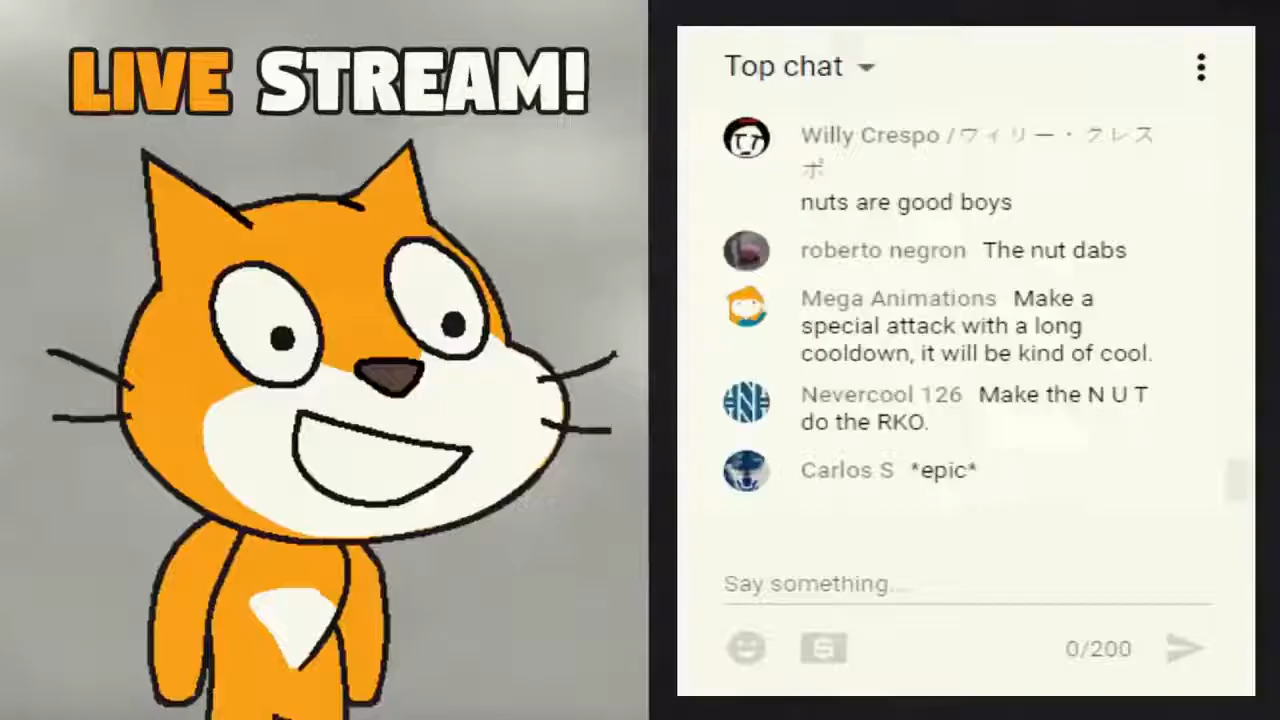 LIVE STREAM!
Top chat
Willy Crespo / ウィリー・クレス
ポ
nuts are good boys
roberto negron The nut dabs
Mega Animations Make a
special attack with a long
cooldown, it will be kind of cool.
Nevercool 126 Make the N U T
do the RKO.
Carlos S *epic*
Say something...
0/200